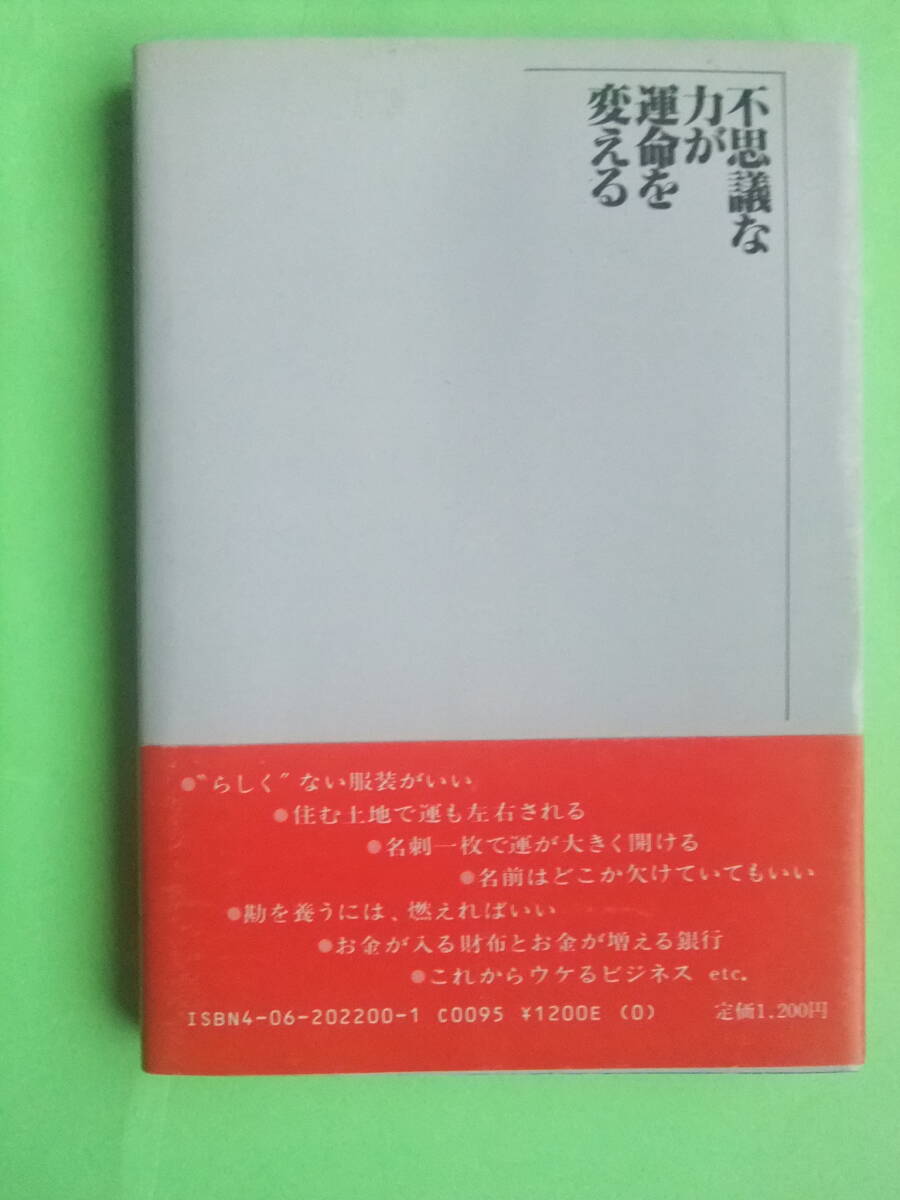 不思議な
力が
運命を
変える
●“らしく”ない服装がいい
●住む土地で運も左右される
●名刺一枚で運が大きく開ける
●名前はどこか欠けていてもいい
●勘を養うには、燃えればいい
●お金が入る財布とお金が増える銀行
●これからウケるビジネス etc.
ISBN4-06-202200-1 C0095 ¥1200E (0) 定価1,200円